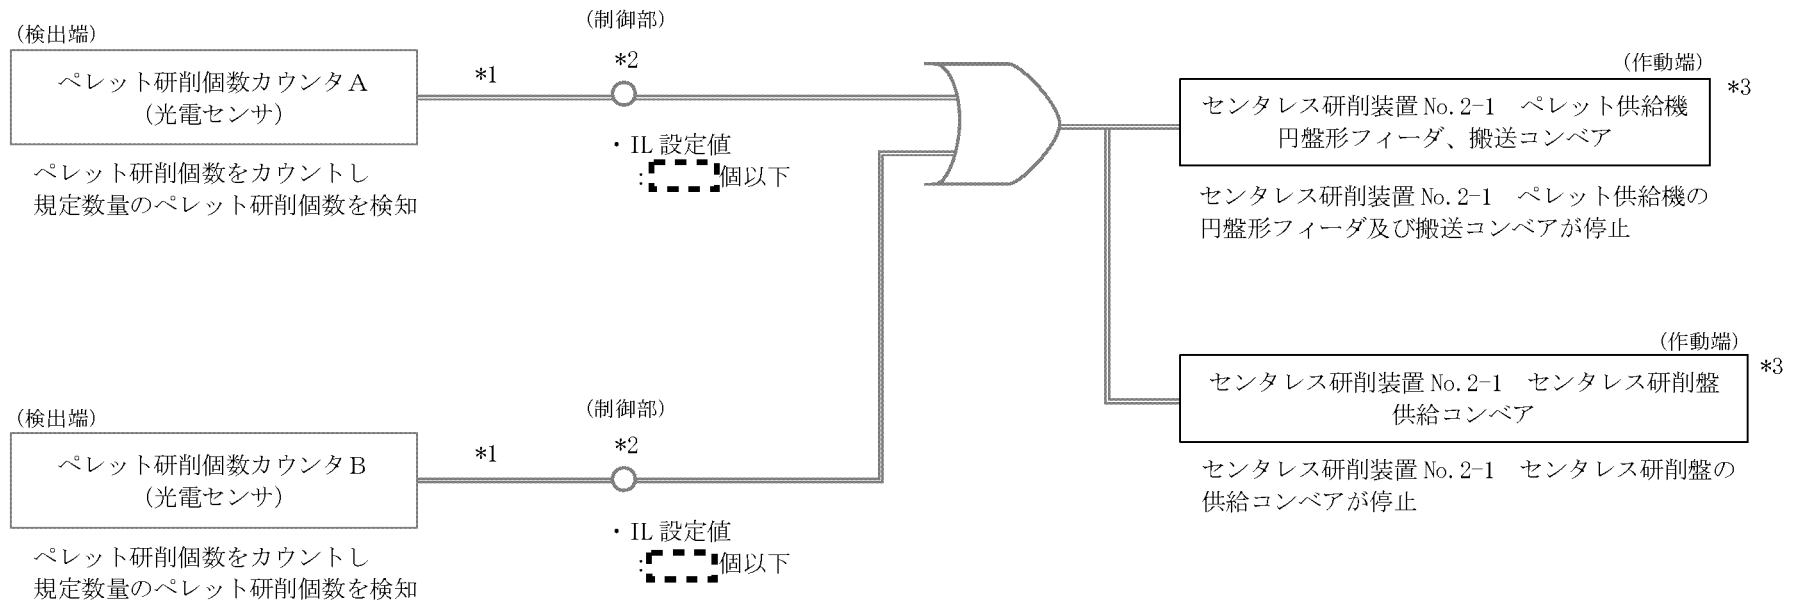 （検出端）
ペレット研削個数カウンタＡ
（光電センサ）
ペレット研削個数をカウントし
規定数量のペレット研削個数を検知
*1
（制御部）
*2
・IL 設定値
：　　個以下
（作動端）
*3
センタレス研削装置 No.2-1　ペレット供給機
円盤形フィーダ、搬送コンベア
センタレス研削装置 No.2-1　ペレット供給機の
円盤形フィーダ及び搬送コンベアが停止
（作動端）
*3
センタレス研削装置 No.2-1　センタレス研削盤
供給コンベア
センタレス研削装置 No.2-1　センタレス研削盤の
供給コンベアが停止
（検出端）
ペレット研削個数カウンタＢ
（光電センサ）
ペレット研削個数をカウントし
規定数量のペレット研削個数を検知
*1
（制御部）
*2
・IL 設定値
：　　個以下